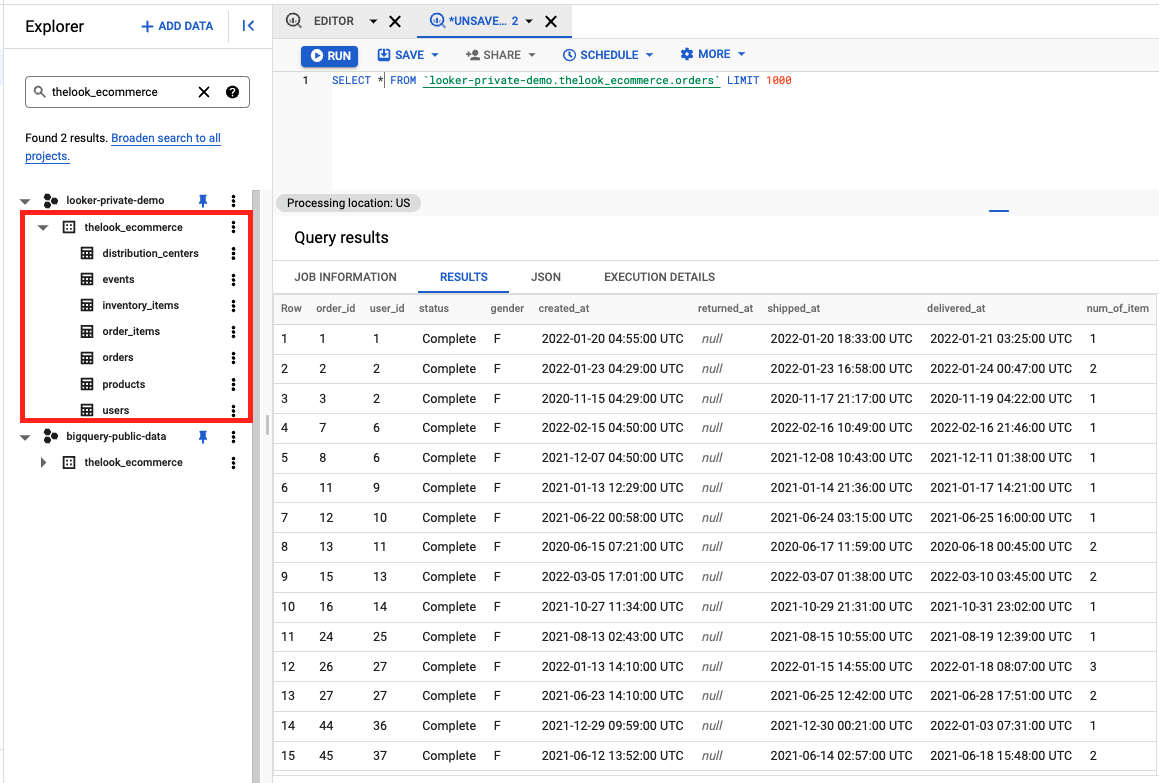 Explorer
+ ADD DATA
thelook_ecommerce
Found 2 results. Broaden search to all
projects.
looker-private-demo
thelook_ecommerce
distribution_centers
events
inventory_items
order_items
orders
products
users
bigquery-public-data
thelook_ecommerce
EDITOR
*UNSAVE... 2
RUN
SAVE
SHARE
SCHEDULE
MORE
1 SELECT * FROM `looker-private-demo.thelook_ecommerce.orders` LIMIT 1000
Processing location: US
Query results
JOB INFORMATION RESULTS JSON EXECUTION DETAILS
Row order_id user_id status gender created_at returned_at shipped_at delivered_at num_of_item
1 1 1 Complete F 2022-01-20 04:55:00 UTC null 2022-01-20 18:33:00 UTC 2022-01-21 03:25:00 UTC 1
2 2 2 Complete F 2022-01-23 04:29:00 UTC null 2022-01-23 16:58:00 UTC 2022-01-24 00:47:00 UTC 2
3 3 2 Complete F 2020-11-15 04:29:00 UTC null 2020-11-17 21:17:00 UTC 2020-11-19 04:22:00 UTC 1
4 7 6 Complete F 2022-02-15 04:50:00 UTC null 2022-02-16 10:49:00 UTC 2022-02-16 21:46:00 UTC 1
5 8 6 Complete F 2021-12-07 04:50:00 UTC null 2021-12-08 10:43:00 UTC 2021-12-11 01:38:00 UTC 1
6 11 9 Complete F 2021-01-13 12:29:00 UTC null 2021-01-14 21:36:00 UTC 2021-01-17 14:21:00 UTC 1
7 12 10 Complete F 2021-06-22 00:58:00 UTC null 2021-06-24 03:15:00 UTC 2021-06-25 16:00:00 UTC 1
8 13 11 Complete F 2020-06-15 07:21:00 UTC null 2020-06-17 11:59:00 UTC 2020-06-18 00:45:00 UTC 2
9 15 13 Complete F 2022-03-05 17:01:00 UTC null 2022-03-07 01:38:00 UTC 2022-03-10 03:45:00 UTC 2
10 16 14 Complete F 2021-10-27 11:34:00 UTC null 2021-10-29 21:31:00 UTC 2021-10-31 23:02:00 UTC 1
11 24 25 Complete F 2021-08-13 02:43:00 UTC null 2021-08-15 10:55:00 UTC 2021-08-19 12:39:00 UTC 1
12 26 27 Complete F 2022-01-13 14:10:00 UTC null 2022-01-15 14:55:00 UTC 2022-01-18 08:07:00 UTC 3
13 27 27 Complete F 2021-06-23 14:10:00 UTC null 2021-06-25 12:42:00 UTC 2021-06-28 17:51:00 UTC 2
14 44 36 Complete F 2021-12-29 09:59:00 UTC null 2021-12-30 00:21:00 UTC 2022-01-03 07:31:00 UTC 1
15 45 37 Complete F 2021-06-12 13:52:00 UTC null 2021-06-14 02:57:00 UTC 2021-06-18 15:48:00 UTC 2